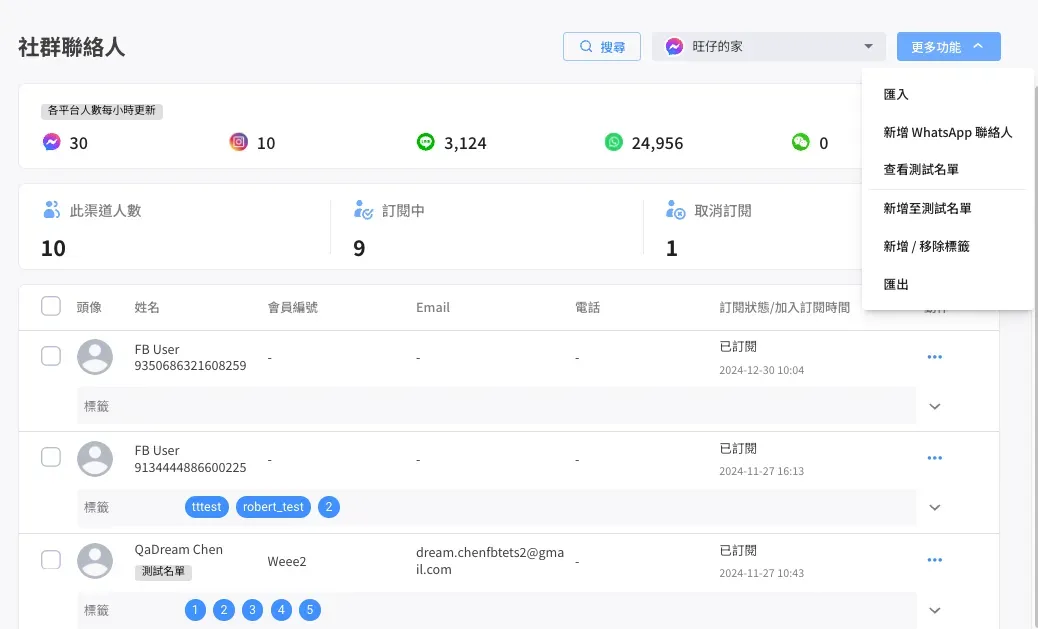 社群聯絡人
搜尋
旺仔的家
更多功能
匯入
新增 WhatsApp 聯絡人
查看測試名單
新增至測試名單
新增 / 移除標籤
匯出
各平台人數每小時更新
30 10 3,124 24,956 0
此渠道人數 訂閱中 取消訂閱
10 9 1
頭像 姓名 會員編號 Email 電話 訂閱狀態/加入訂閱時間
FB User
9350686321608259 - - - 已訂閱
2024-12-30 10:04
標籤
FB User
9134444886600225 - - - 已訂閱
2024-11-27 16:13
標籤 tttest robert_test 2
QaDream Chen
測試名單
Weee2
dream.chenfbtets2@gma
il.com
-
已訂閱
2024-11-27 10:43
標籤 1 2 3 4 5